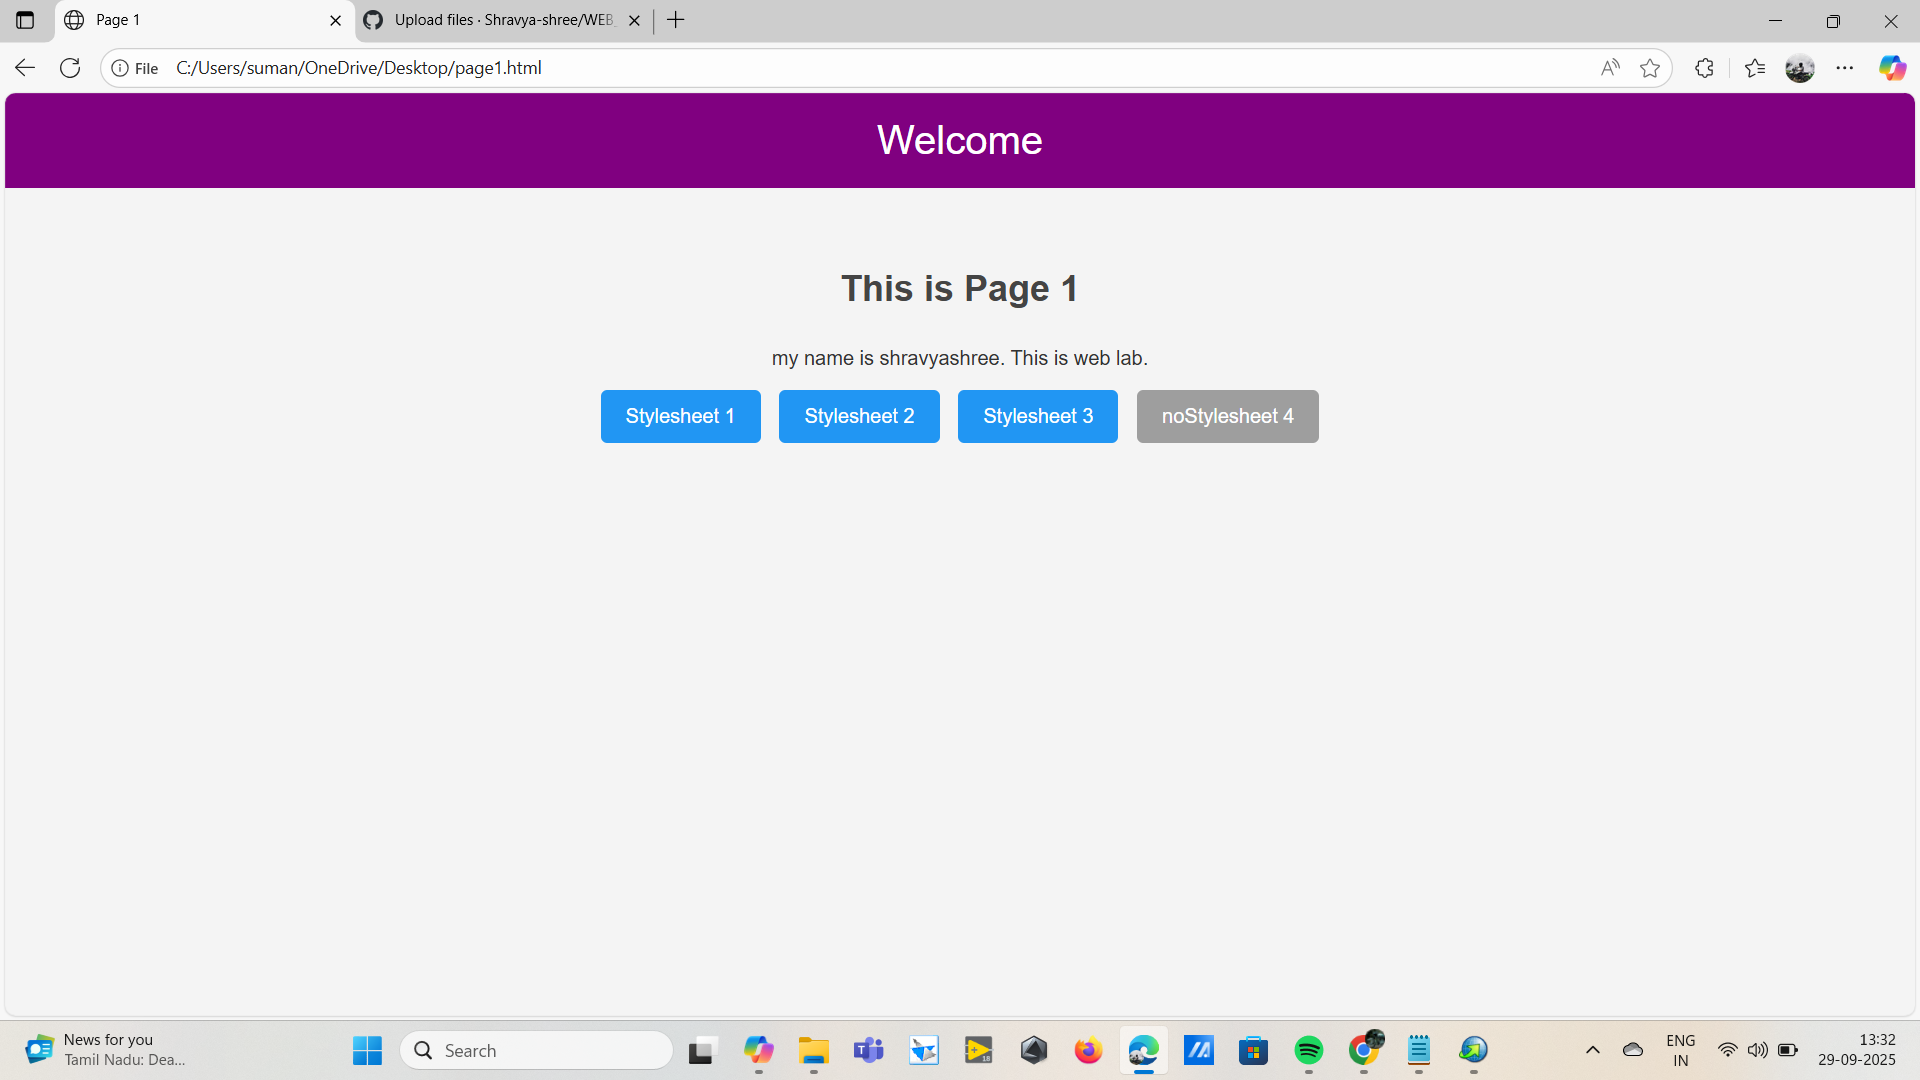 Page 1
Upload files · Shravya-shree/WEB_
File
C:/Users/suman/OneDrive/Desktop/page1.html
Welcome
This is Page 1
my name is shravyashree. This is web lab.
Stylesheet 1
Stylesheet 2
Stylesheet 3
noStylesheet 4
News for you
Tamil Nadu: Dea...
Search
18
ENG
IN
13:32
29-09-2025